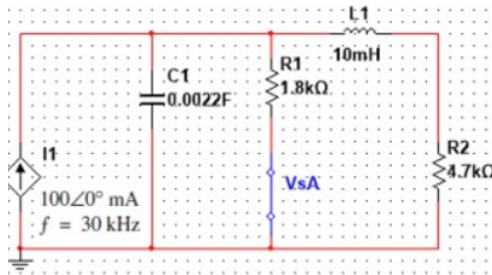 L1
10mH
R1
1.8kΩ
C1
0.0022F
I1
100∠0° mA
f = 30 kHz
VsA
R2
4.7kΩ